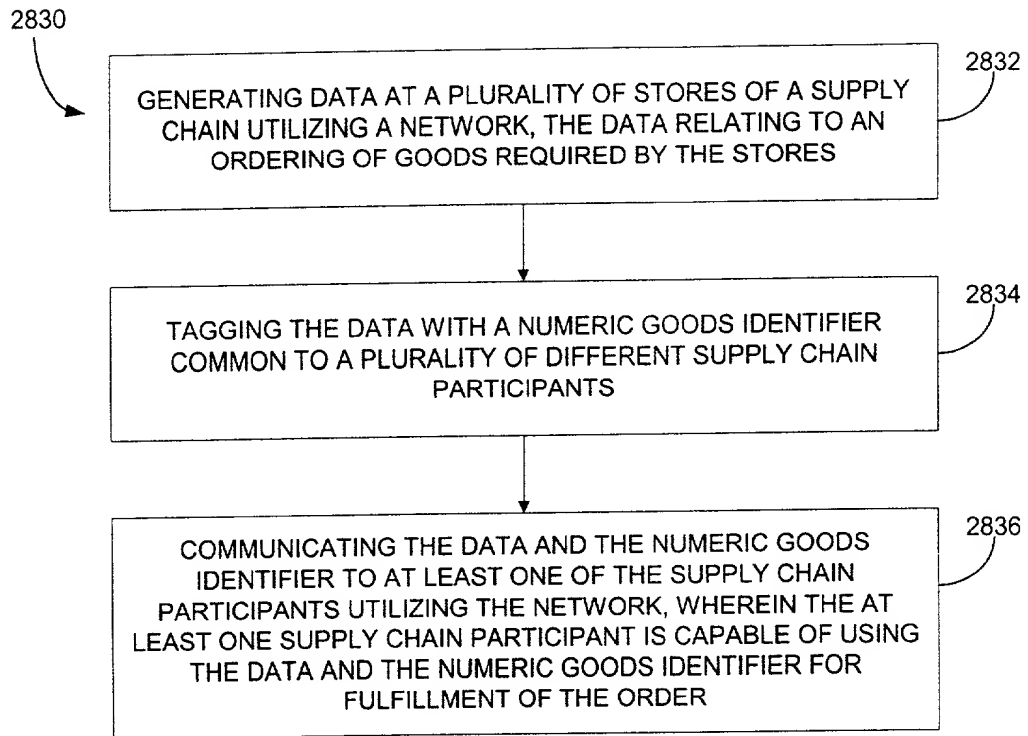 2830
2832
GENERATING DATA AT A PLURALITY OF STORES OF A SUPPLY
CHAIN UTILIZING A NETWORK, THE DATA RELATING TO AN
ORDERING OF GOODS REQUIRED BY THE STORES
2834
TAGGING THE DATA WITH A NUMERIC GOODS IDENTIFIER
COMMON TO A PLURALITY OF DIFFERENT SUPPLY CHAIN
PARTICIPANTS
2836
COMMUNICATING THE DATA AND THE NUMERIC GOODS
IDENTIFIER TO AT LEAST ONE OF THE SUPPLY CHAIN
PARTICIPANTS UTILIZING THE NETWORK, WHEREIN THE AT
LEAST ONE SUPPLY CHAIN PARTICIPANT IS CAPABLE OF USING
THE DATA AND THE NUMERIC GOODS IDENTIFIER FOR
FULFILLMENT OF THE ORDER